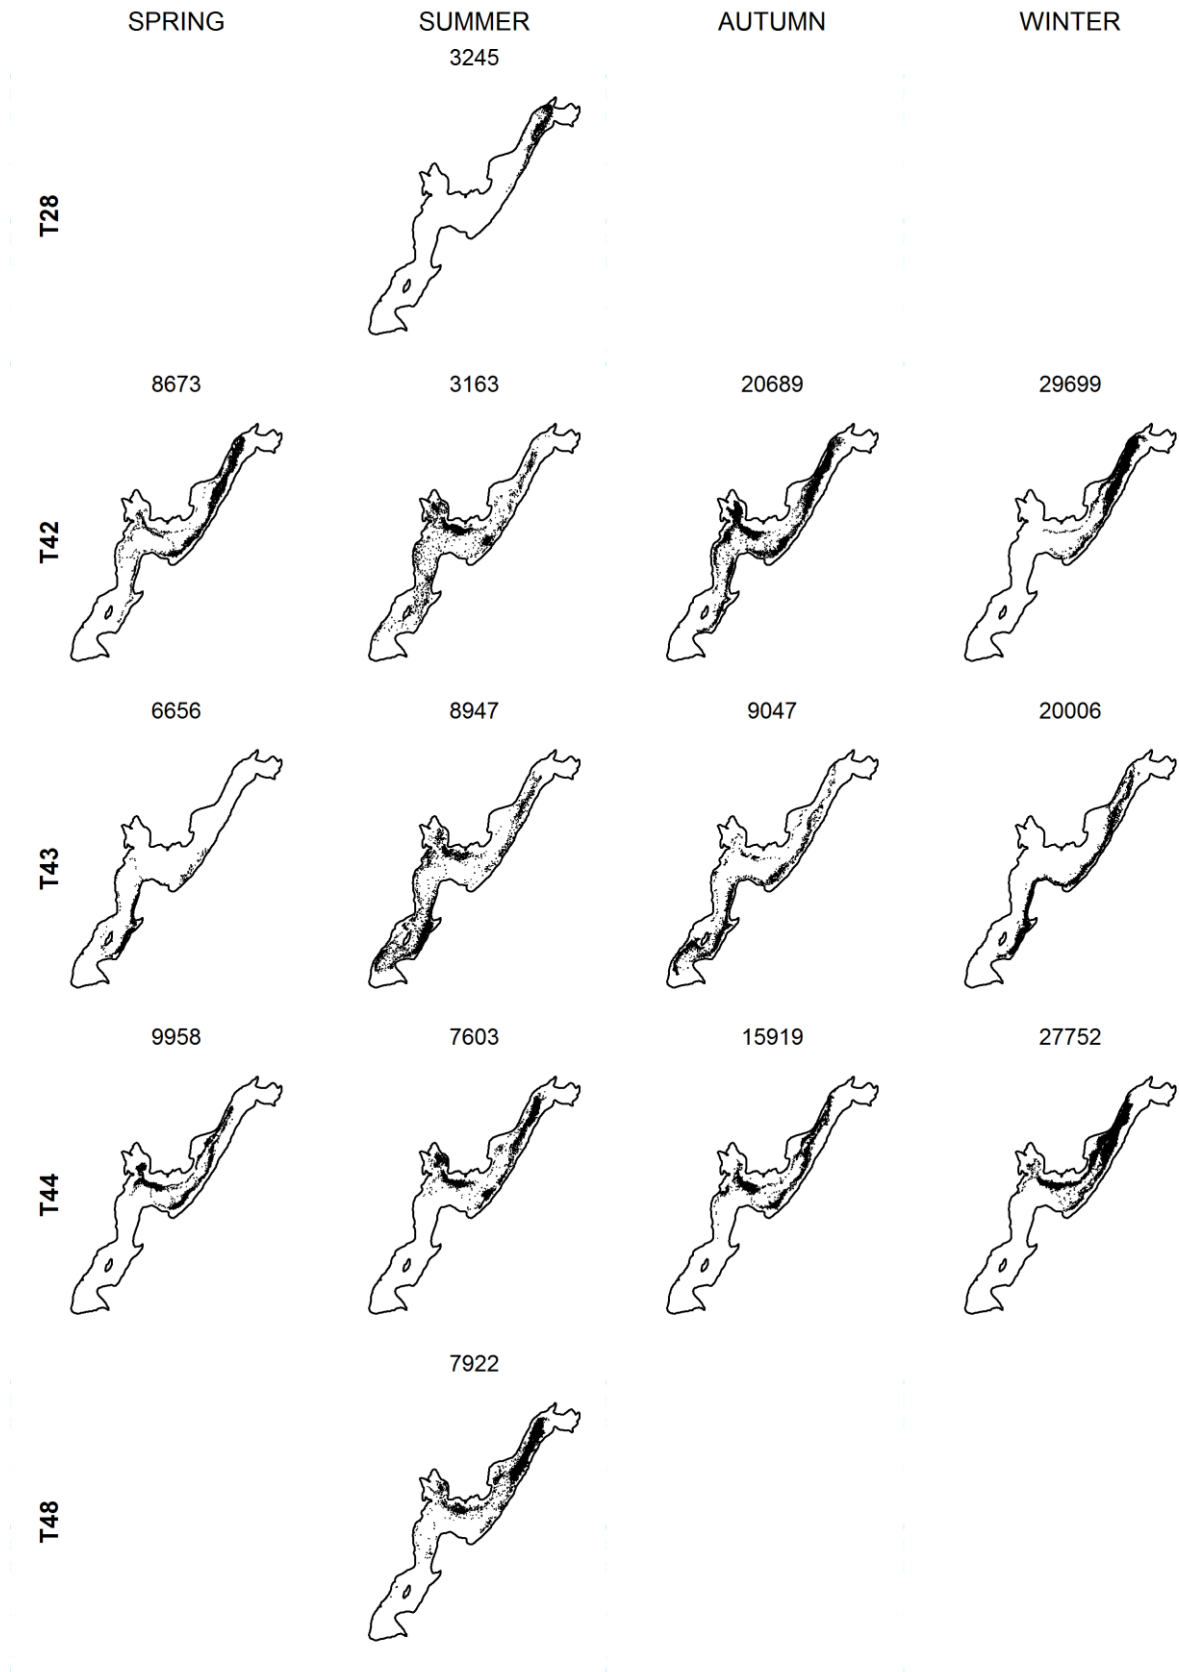 SPRING SUMMER AUTUMN WINTER
3245
T28
8673 3163 20689 29699
T42
6656 8947 9047 20006
T43
9958 7603 15919 27752
T44
7922
T48